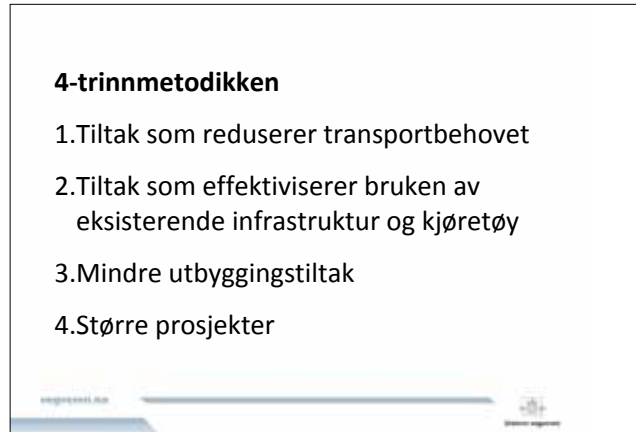 4-trinnmetodikken
1.Tiltak som reduserer transportbehovet
2.Tiltak som effektiviserer bruken av
eksisterende infrastruktur og kjøretøy
3.Mindre utbyggingstiltak
4.Større prosjekter